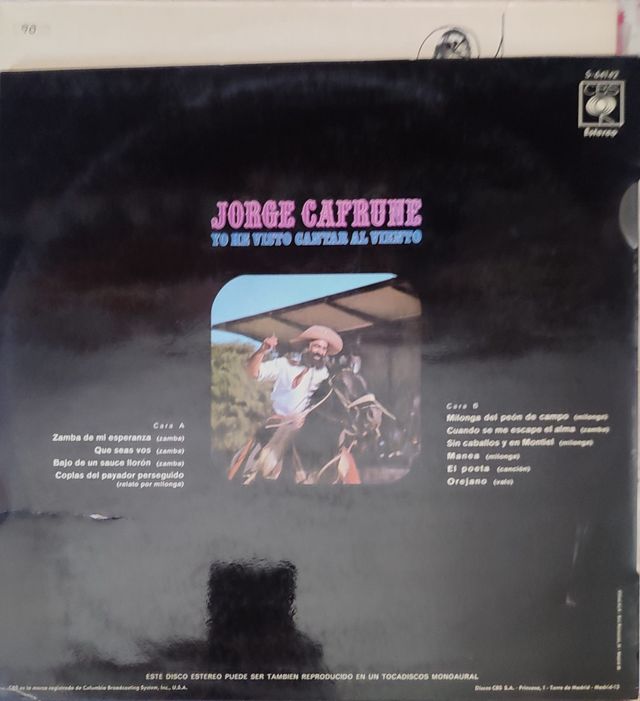 S 64147
CBS
Estereo
JORGE CAFRUNE
YO HE VISTO CANTAR AL VIENTO
Cara A
Zamba de mi esperanza (zamba)
Que seas vos (zamba)
Bajo de un sauce llorón (zamba)
Coplas del payador perseguido
(relato por milonga)
Cara B
Milonga del peón de campo (milonga)
Cuando se me escapa el alma (zamba)
Sin caballos y en Montiel (milonga)
Manea (milonga)
El poeta (canción)
Orejano (vals)
ESTE DISCO ESTEREO PUEDE SER TAMBIEN REPRODUCIDO EN UN TOCADISCOS MONOAURAL
CBS es la marca registrada de Columbia Broadcasting System, Inc., U.S.A.
Discos CBS S.A. - Princesa, 1 - Torre de Madrid - Madrid-13